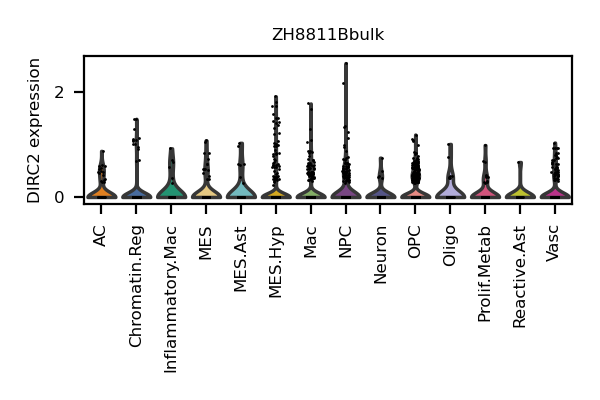 ZH8811Bbulk
DIRC2 expression
2
0
AC
Chromatin.Reg
Inflammatory.Mac
MES
MES.Ast
MES.Hyp
Mac
NPC
Neuron
OPC
Oligo
Prolif.Metab
Reactive.Ast
Vasc